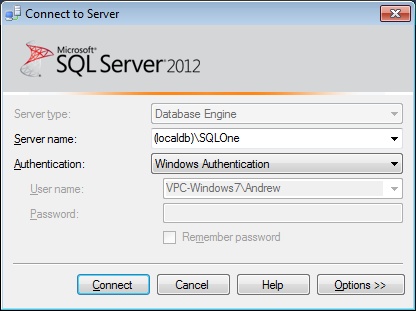 Connect to Server
Microsoft®
SQL Server® 2012
Server type: Database Engine
Server name: (localdb)\SQLOne
Authentication: Windows Authentication
User name: VPC-Windows7\Andrew
Password:
Remember password
Connect Cancel Help Options >>